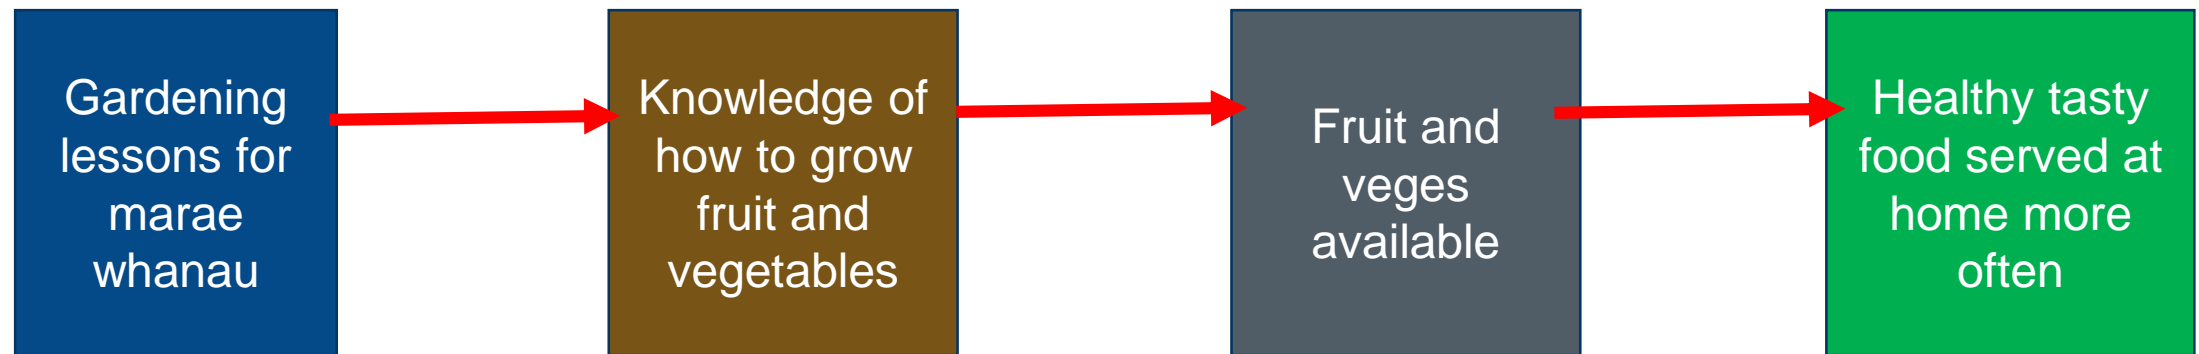 Gardening
lessons for
marae
whanau
Knowledge of
how to grow
fruit and
vegetables
Fruit and
veges
available
Healthy tasty
food served at
home more
often